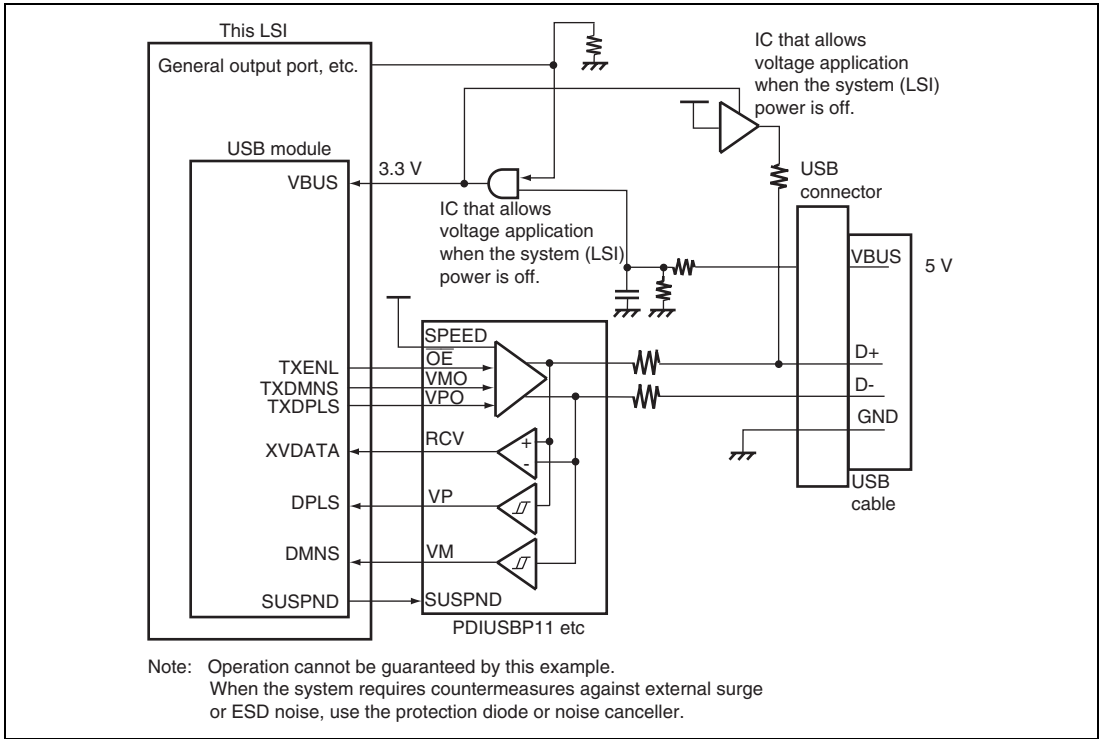 This LSI
General output port, etc.
IC that allows
voltage application
when the system (LSI)
power is off.
USB module
VBUS
3.3 V
IC that allows
voltage application
when the system (LSI)
power is off.
USB
connector
VBUS
5 V
SPEED
TXENL
OE
TXDMNS
VMO
TXDPLS
VPO
D+
D-
GND
XVDATA
RCV
+
-
DPLS
VP
DMNS
VM
SUSPND
SUSPND
USB
cable
PDIUSBP11 etc
Note: Operation cannot be guaranteed by this example.
When the system requires countermeasures against external surge
or ESD noise, use the protection diode or noise canceller.